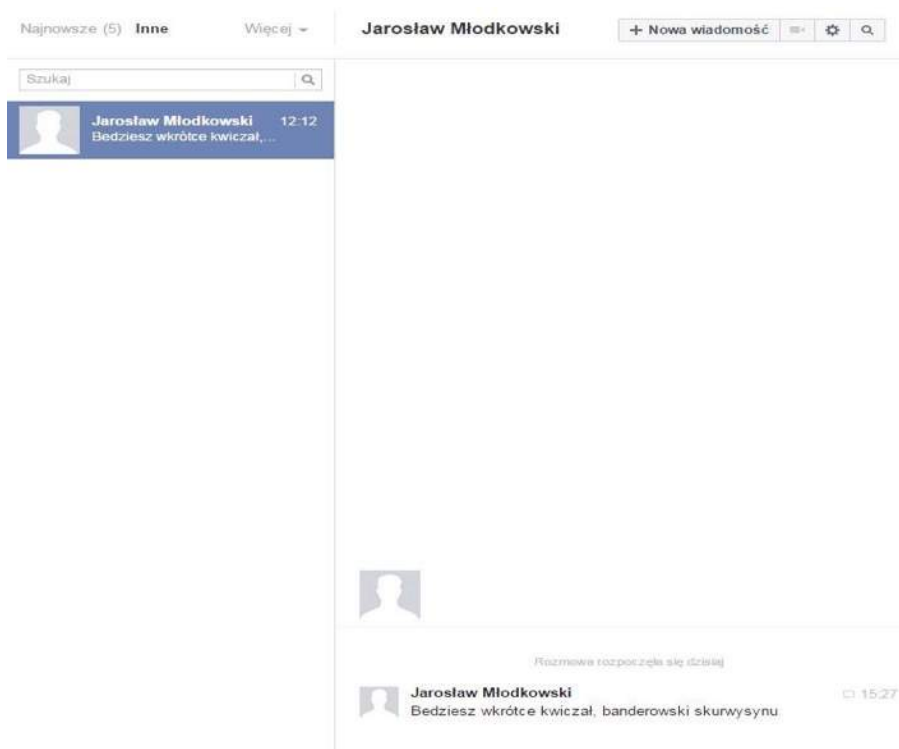 Najnowsze (5) Inne Więcej
Jarosław Młodkowski
+ Nowa wiadomość
Szukaj
Jarosław Młodkowski 12:12
Bedziesz wkrótce kwiczał,...
Rozmowa rozpoczęła się dzisiaj
Jarosław Młodkowski 15:27
Bedziesz wkrótce kwiczał, banderowski skurwysynu